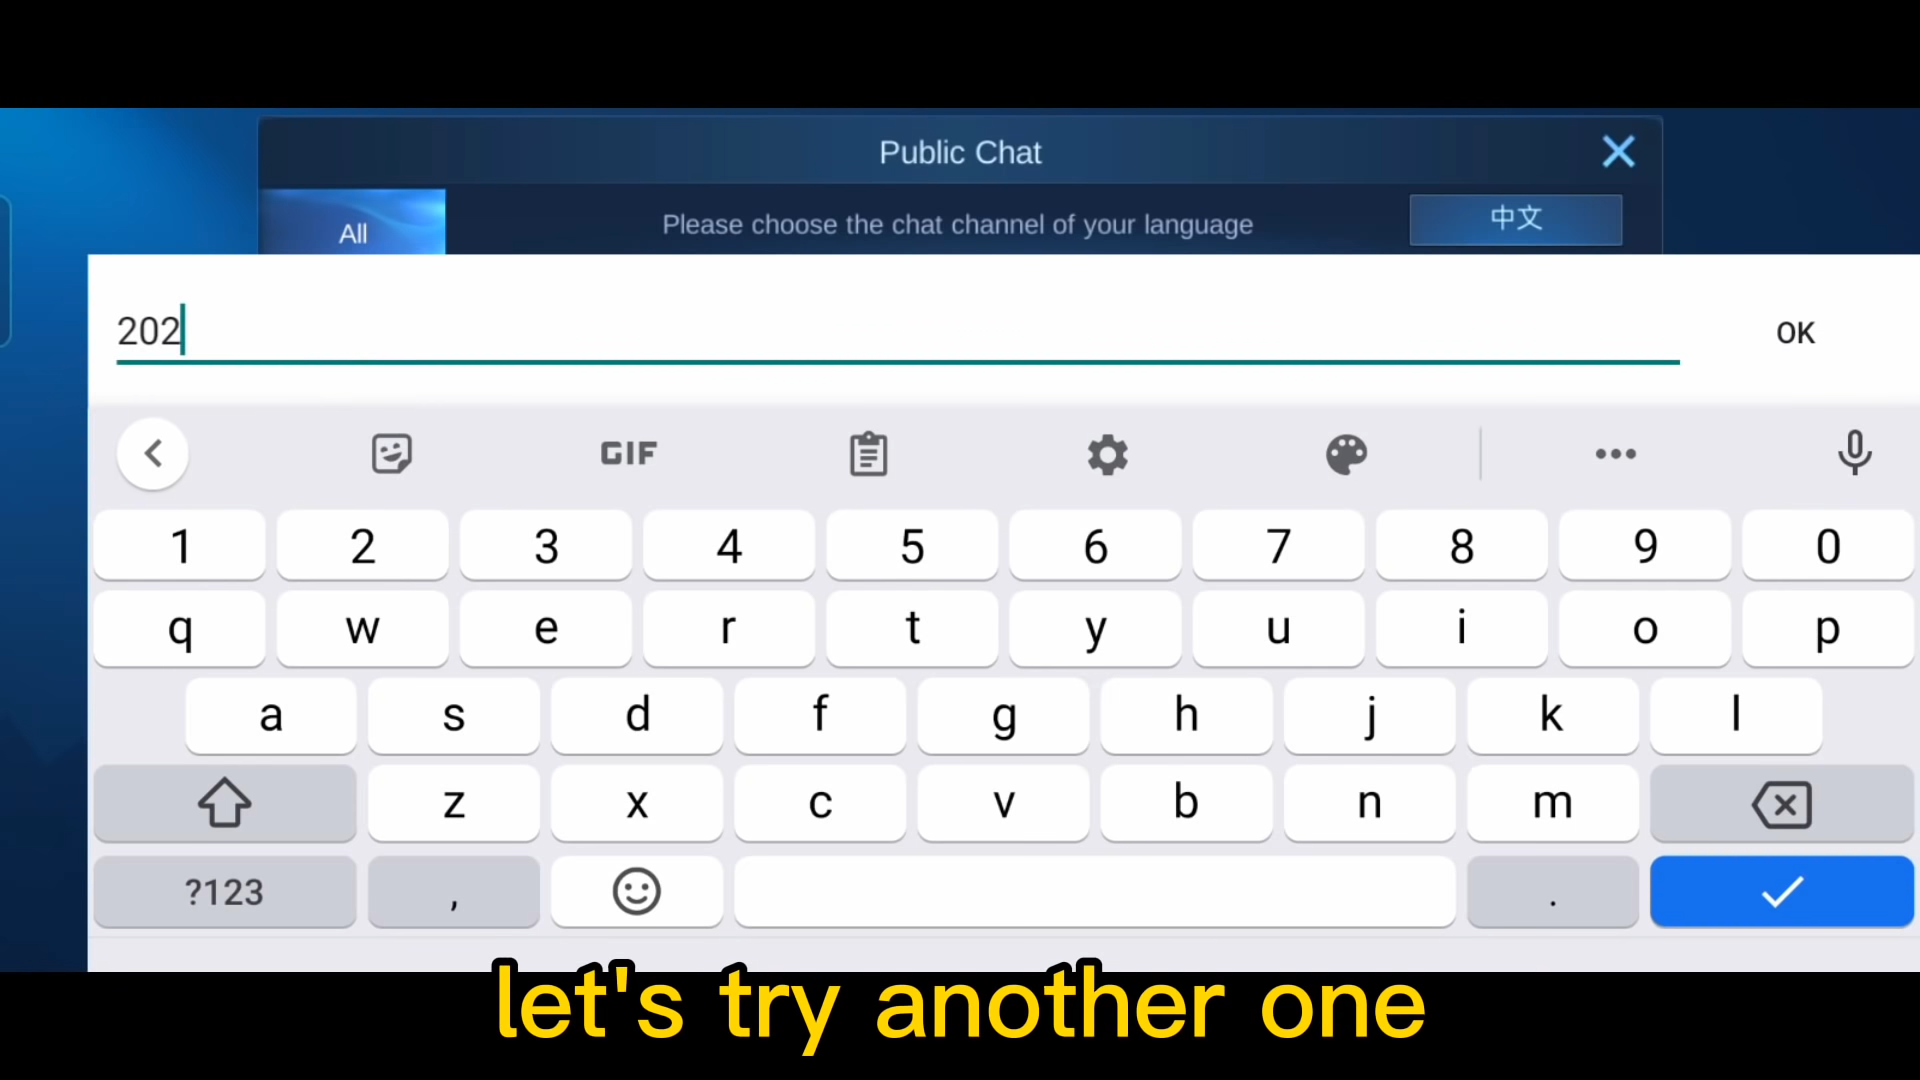 Public Chat
All
Please choose the chat channel of your language
中文
202
OK
GIF
1 2 3 4 5 6 7 8 9 0
q w e r t y u i o p
a s d f g h j k l
z x c v b n m
?123 , .
let's try another one